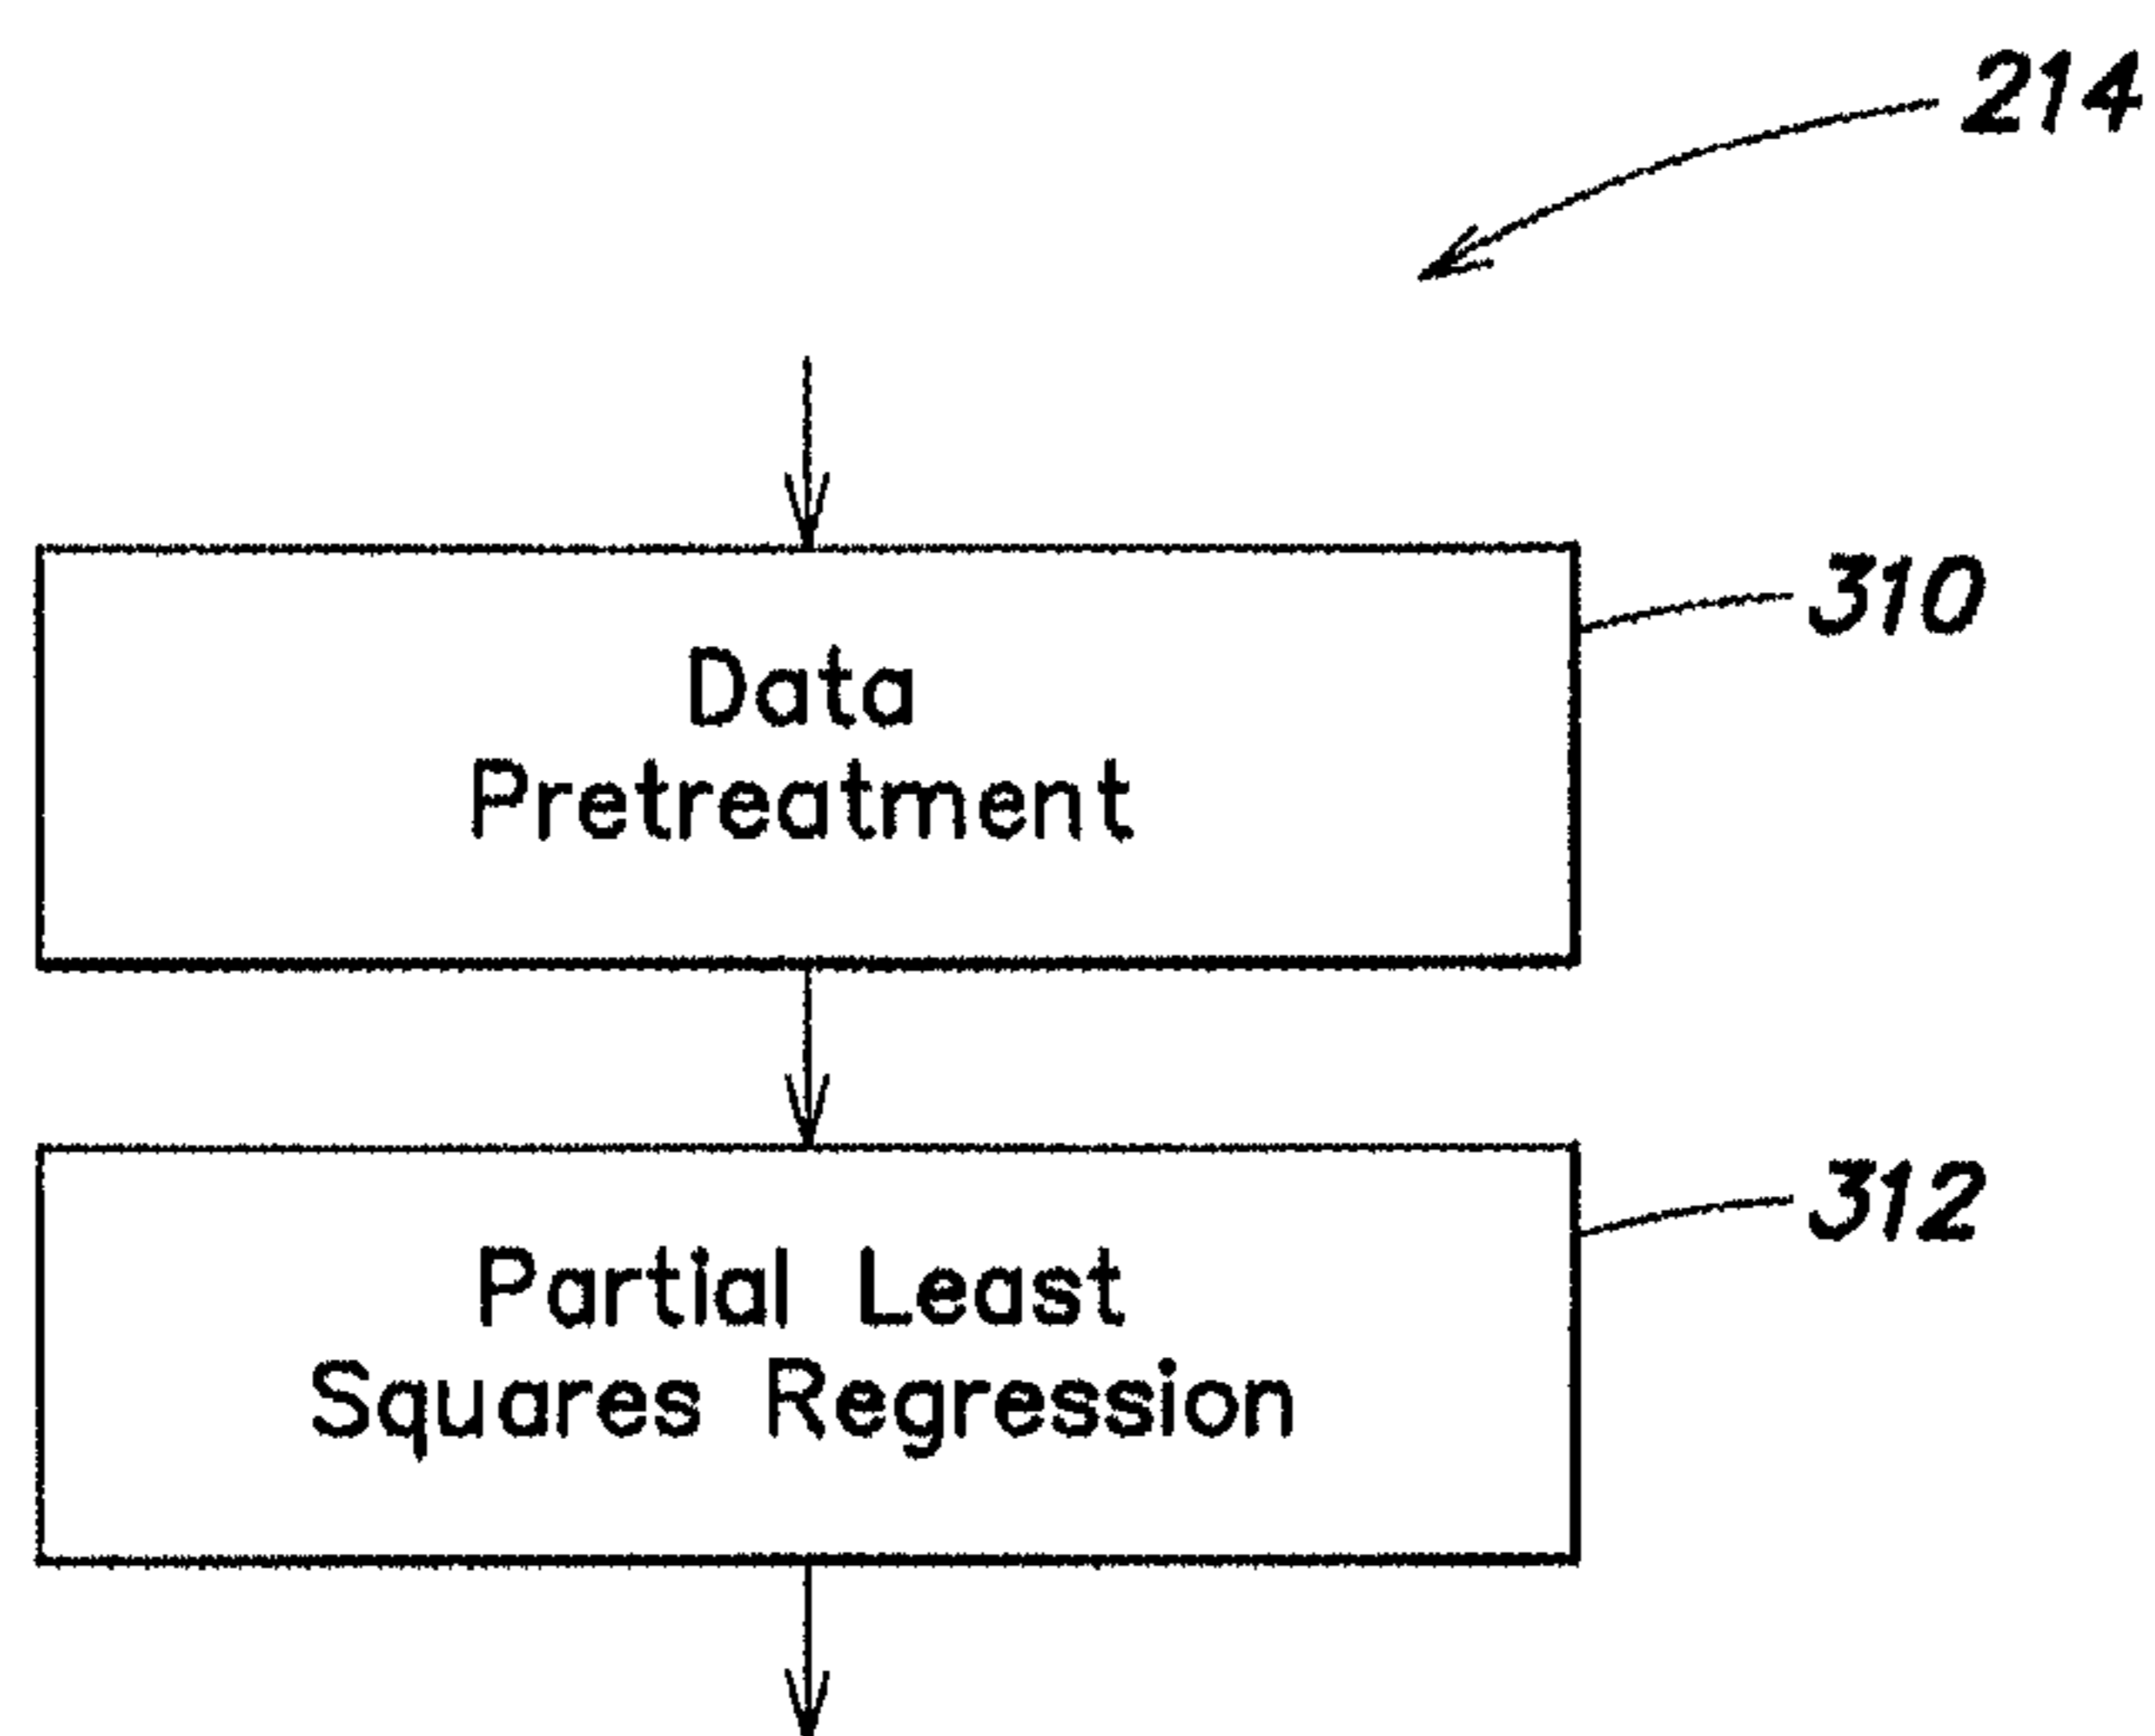 214
310
Data
Pretreatment
312
Partial Least
Squares Regression